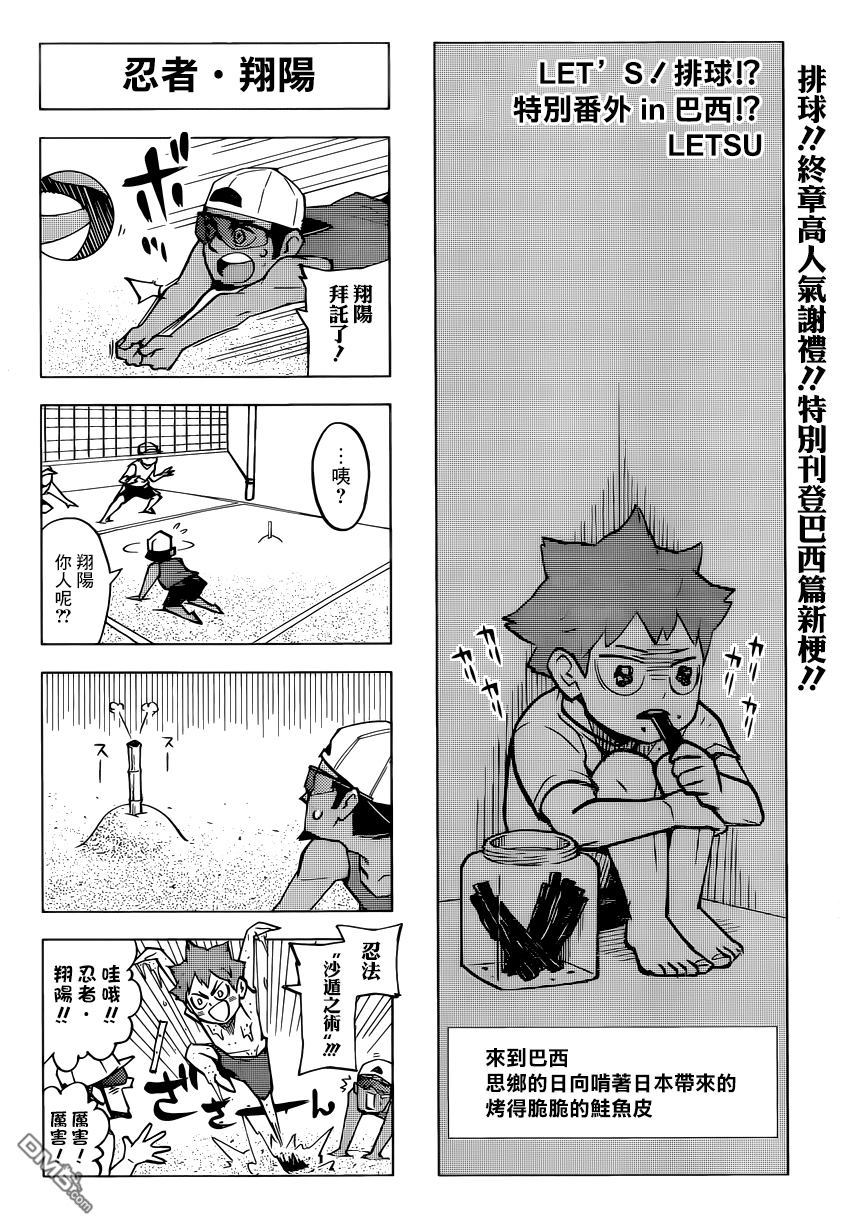 排球!!終章高人氣謝禮!!特別刊登巴西篇新梗!!
LET'S!排球!?
特別番外 in 巴西!?
LETSU
カリ
カリ
カリ
カリ
來到巴西
思鄉的日向啃著日本帶來的
烤得脆脆的鮭魚皮
忍者・翔陽
ボッ
翔陽
拜託了!
…咦?
翔陽
你人呢??
スー
スー
忍法
"沙遁之術"!!!
ざざーーん
哇哦!!
忍者・
翔陽!!
厲害!
厲害!